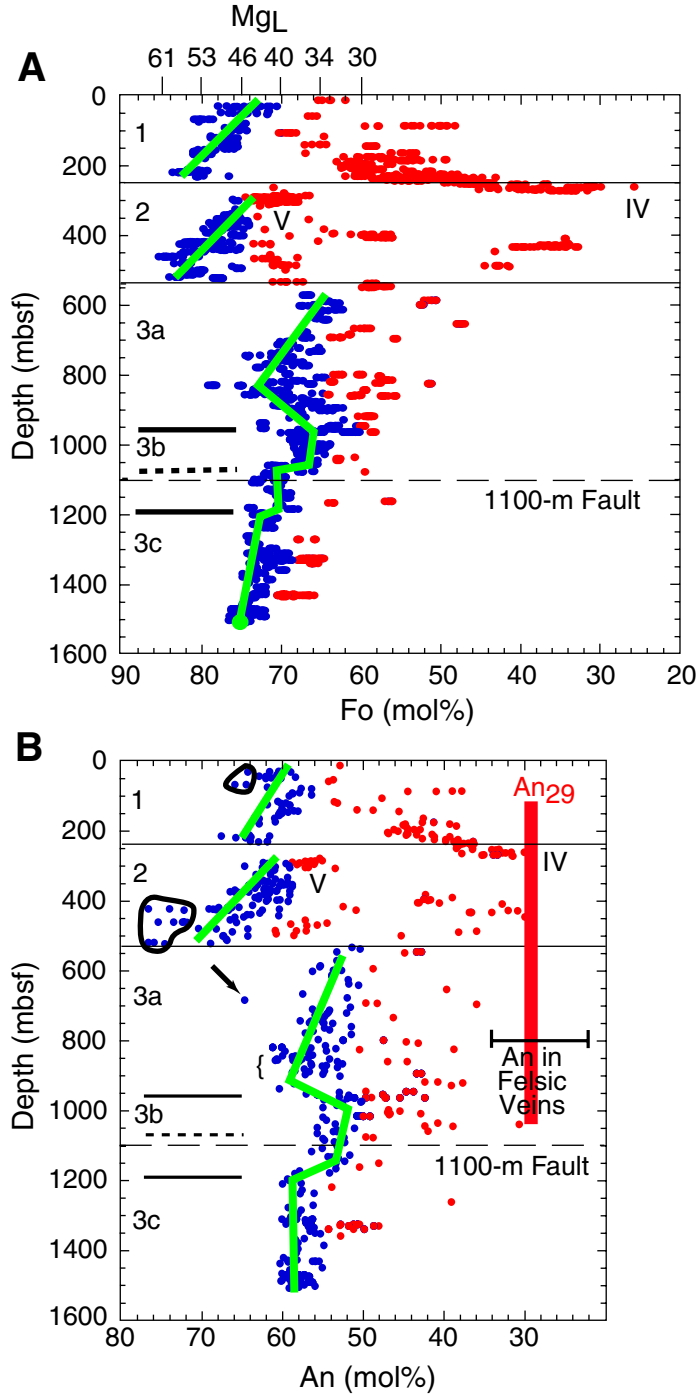 MgL
61 53 46 40 34 30
A
0
200
400
600
800
1000
1200
1400
1600
Depth (mbsf)
1
2
V
IV
3a
3b
1100-m Fault
3c
90 80 70 60 50 40 30 20
Fo (mol%)
B
0
200
400
600
800
1000
1200
1400
1600
Depth (mbsf)
1
An29
2
V
IV
3a
{
An in
Felsic
Veins
3b
1100-m Fault
3c
80 70 60 50 40 30
An (mol%)